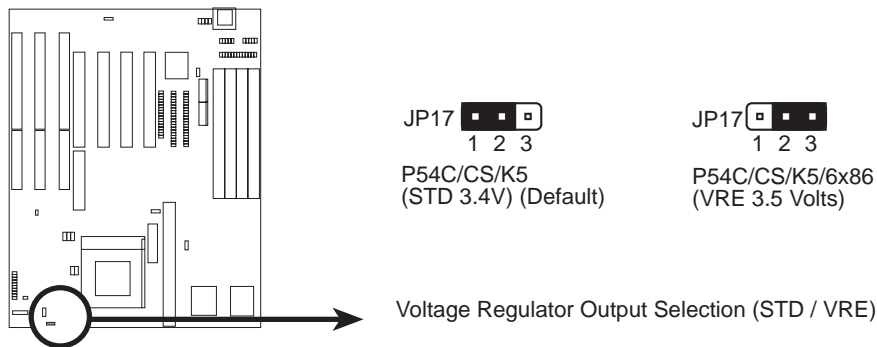 JP17
1 2 3
P54C/CS/K5
(STD 3.4V) (Default)
JP17
1 2 3
P54C/CS/K5/6x86
(VRE 3.5 Volts)
Voltage Regulator Output Selection (STD / VRE)